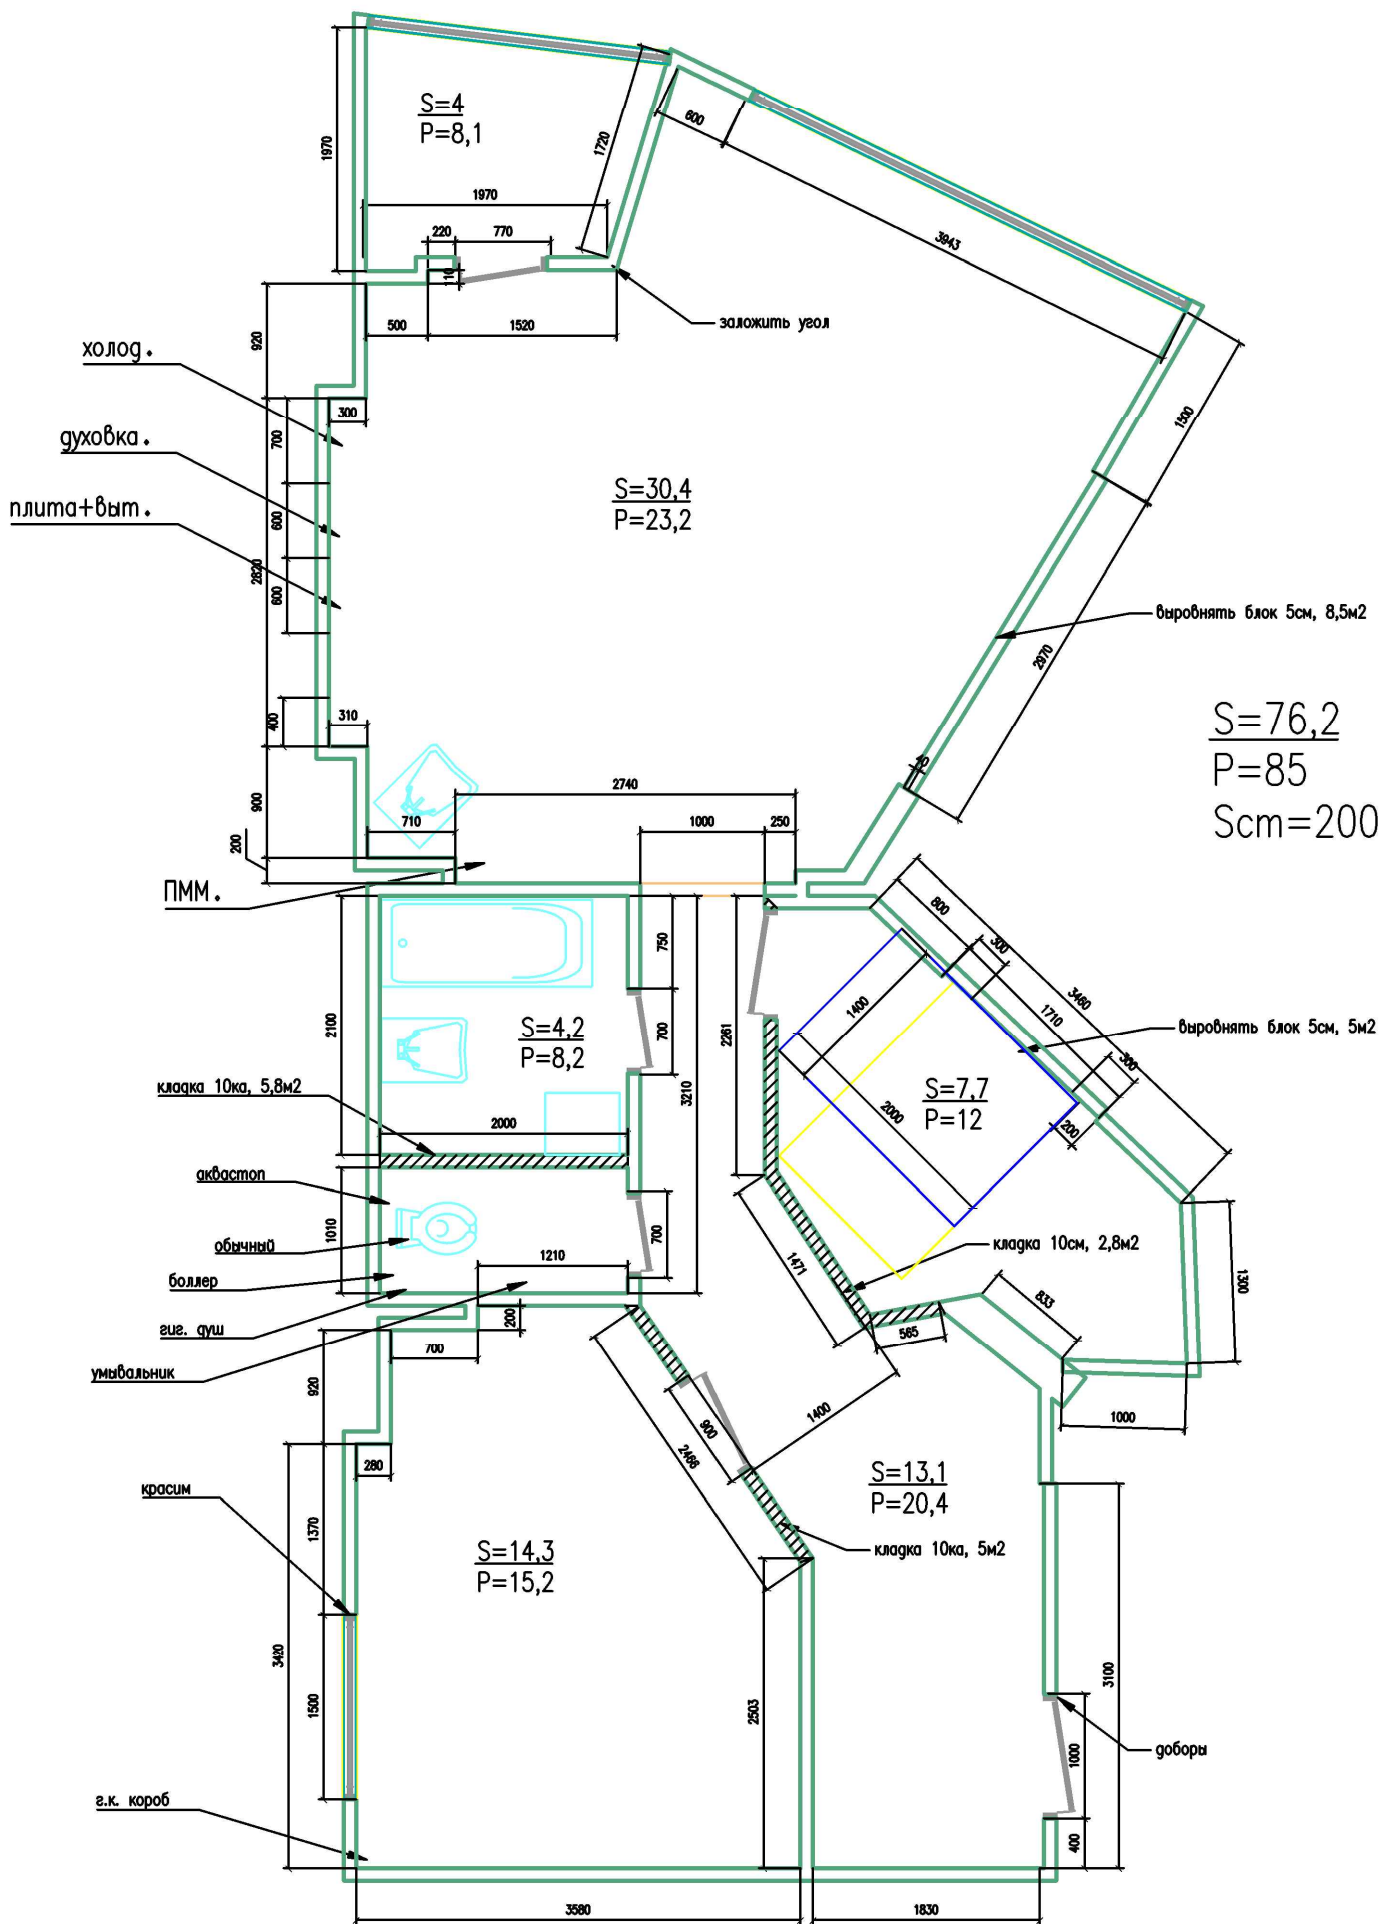 S=4
P=8,1
1970
1720
600
1970
220
770
110
3943
заложить угол
500
1520
920
холод.
300
700
1300
духовка.
S=30,4
P=23,2
плита+выт.
600
2820
600
выровнять блок 5см, 8,5м2
2970
400
310
S=76,2
P=85
Sст=200
40
2740
900
710
1000
250
200
ПММ.
800
300
750
3460
1400
1710
2100
S=4,2
P=8,2
700
2261
выровнять блок 5см, 5м2
300
кладка 10ка, 5,8м2
3210
S=7,7
P=12
2000
200
2000
аквастоп
1010
700
обычный
1210
1471
кладка 10см, 2,8м2
1300
боллер
833
200
565
гиг. душ
700
умывальник
920
1400
1000
900
2466
280
S=13,1
P=20,4
красим
1370
S=14,3
P=15,2
кладка 10ка, 5м2
3420
3100
1500
2503
1000
доборы
г.к. короб
400
3580
1830